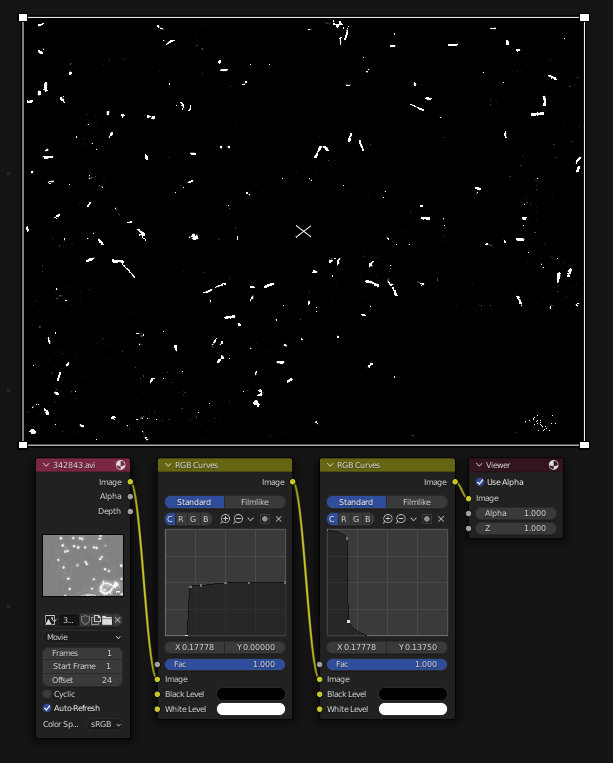 342843.avi
Image
Alpha
Depth
3...
Movie
Frames 1
Start Frame 1
Offset 24
Cyclic
Auto-Refresh
Color Sp... sRGB
RGB Curves
Image
Standard Filmlike
C R G B
X 0.17778 Y 0.00000
Fac 1.000
Image
Black Level
White Level
RGB Curves
Image
Standard Filmlike
C R G B
X 0.17778 Y 0.13750
Fac 1.000
Image
Black Level
White Level
Viewer
Use Alpha
Image
Alpha 1.000
Z 1.000